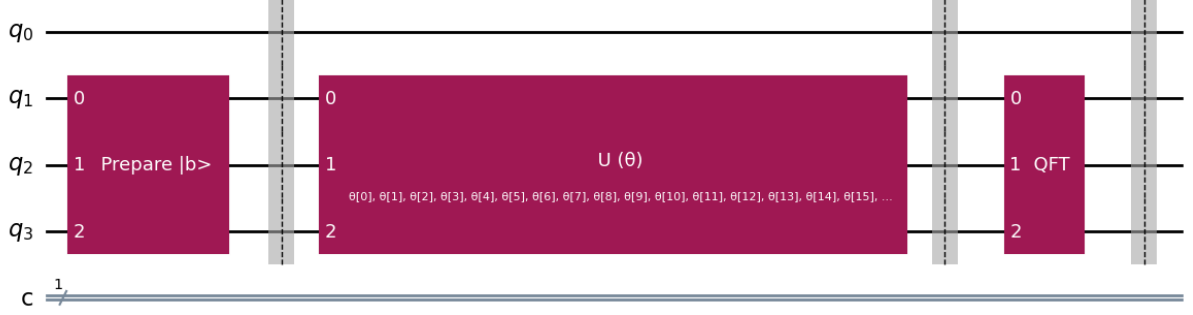 q0
q1 0 0 0
q2 1 Prepare |b> 1 U (θ) 1 QFT
θ[0], θ[1], θ[2], θ[3], θ[4], θ[5], θ[6], θ[7], θ[8], θ[9], θ[10], θ[11], θ[12], θ[13], θ[14], θ[15], ...
q3 2 2 2
1
c